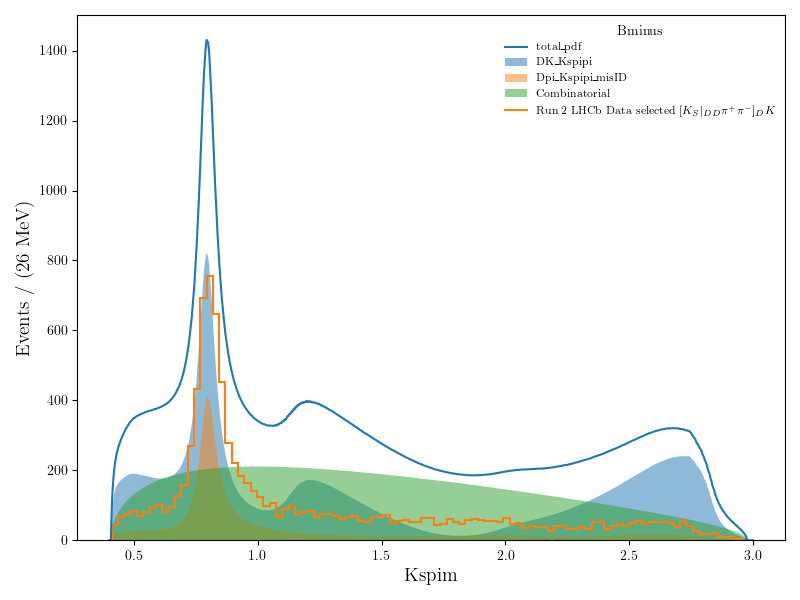 Bminus
total_pdf
DK_Kspipi
Dpi_Kspipi_misID
Combinatorial
Run 2 LHCb Data selected $[K_S|_{DD}\pi^+\pi^-]_D K$
Events / (26 MeV)
1400
1200
1000
800
600
400
200
0
0.5 1.0 1.5 2.0 2.5 3.0
Kspim